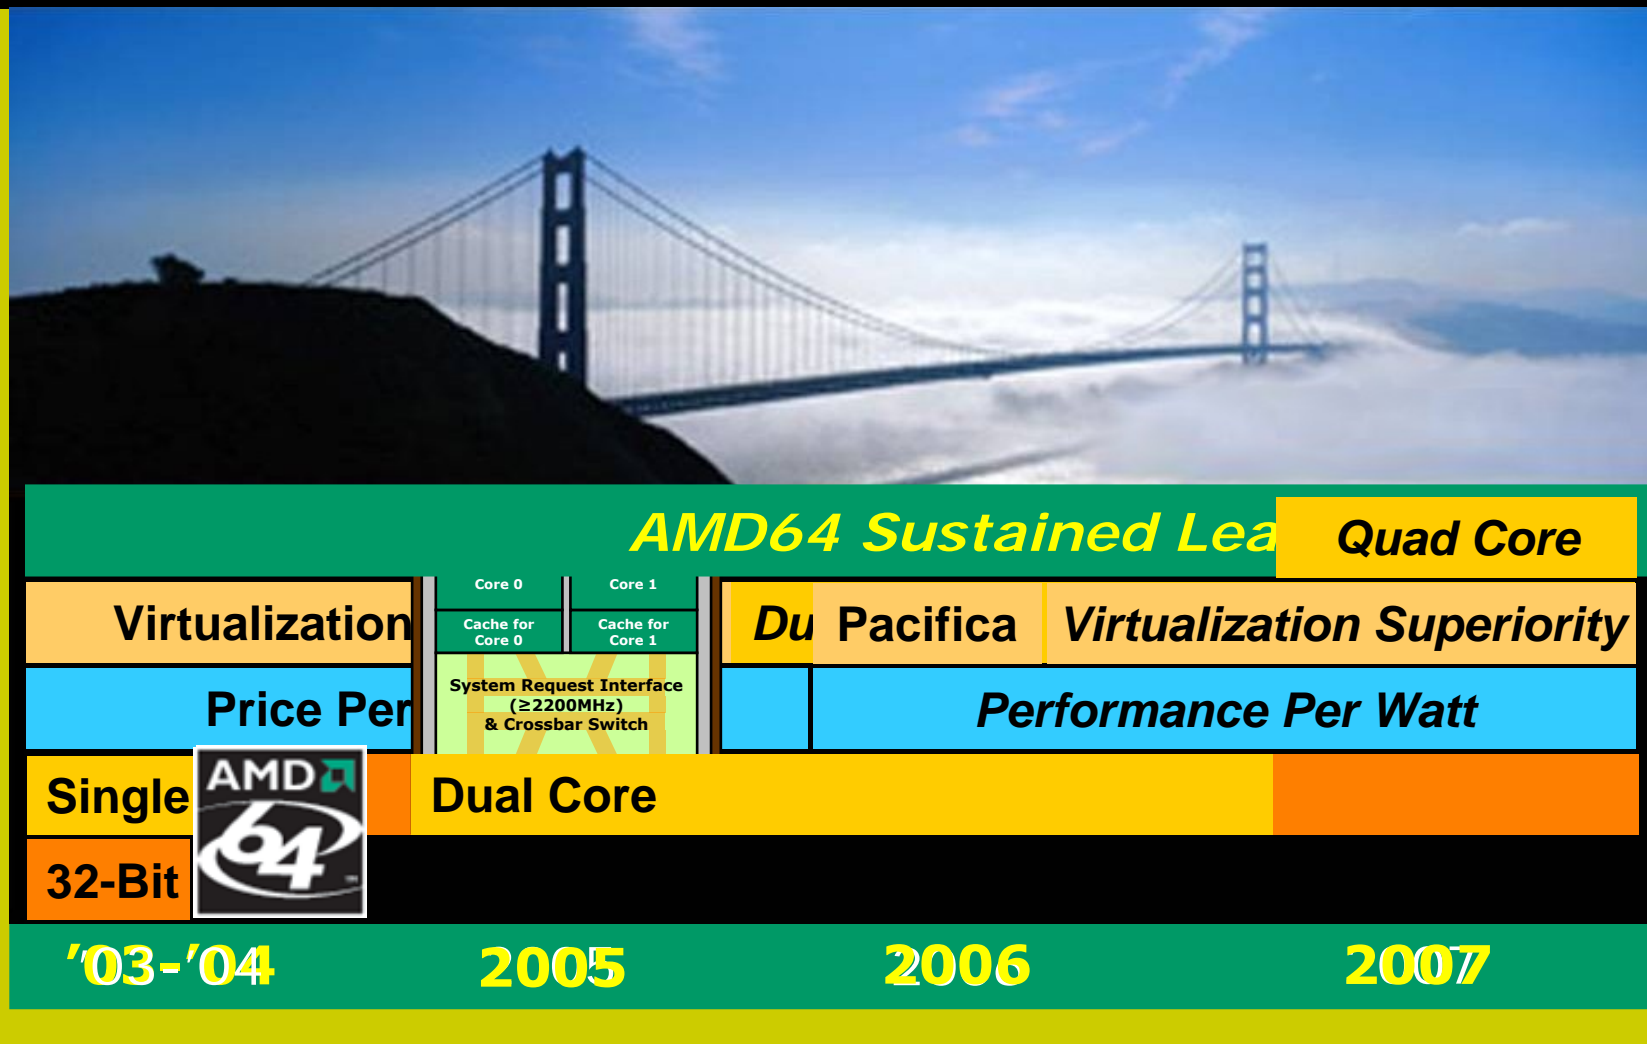 AMD64 Sustained Lea
Quad Core
Core 0
Core 1
Virtualization
Cache for
Core 0
Cache for
Core 1
Du
Pacifica
Virtualization Superiority
Price Per
System Request Interface
(≥2200MHz)
& Crossbar Switch
Performance Per Watt
Single
AMD
64
Dual Core
32-Bit
’03-’04
2005
2006
2007